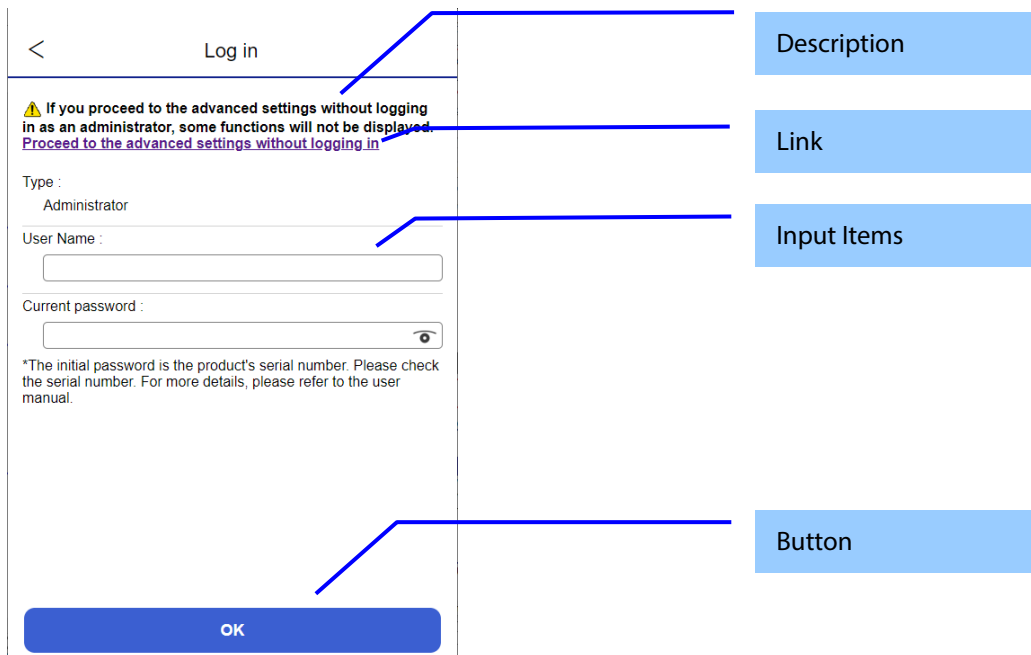 Log in
If you proceed to the advanced settings without logging
in as an administrator, some functions will not be displayed.
Proceed to the advanced settings without logging in
Type :
Administrator
User Name :
Current password :
*The initial password is the product's serial number. Please check
the serial number. For more details, please refer to the user
manual.
OK
Description
Link
Input Items
Button